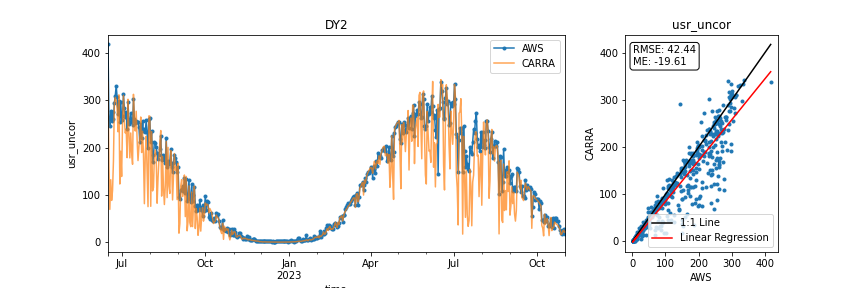 DY2
usr_uncor
400
300
200
100
0
Jul
Oct
Jan
2023
Apr
Jul
Oct
time
AWS
CARRA
usr_uncor
CARRA
400
300
200
100
0
0
100
200
300
400
AWS
RMSE: 42.44
ME: -19.61
1:1 Line
Linear Regression